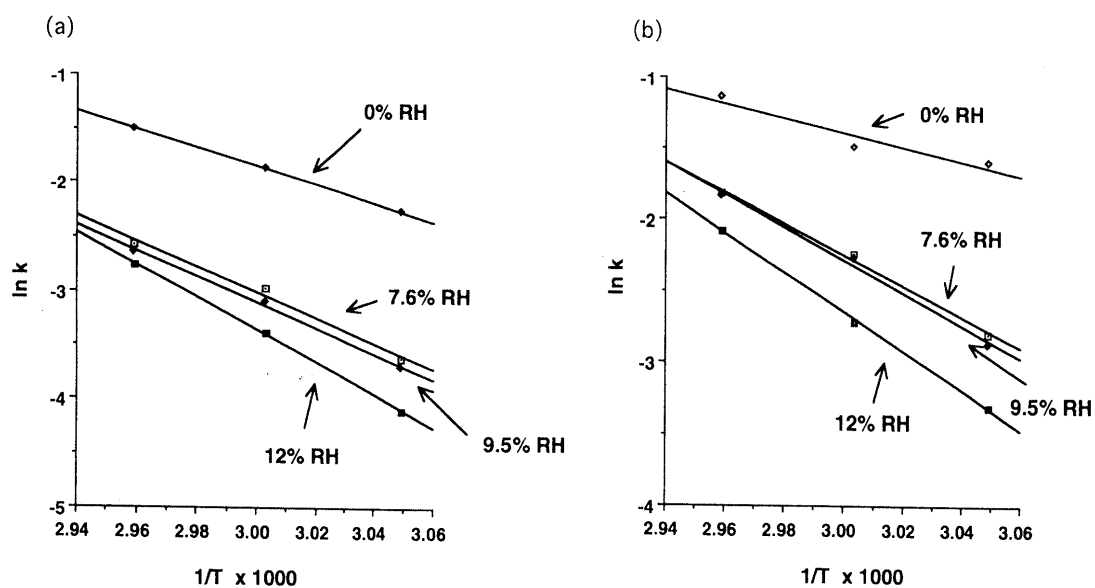 (a)
-1
-2
-3
-4
-5
ln k
0% RH
7.6% RH
9.5% RH
12% RH
2.94 2.96 2.98 3.00 3.02 3.04 3.06
1/T x 1000
(b)
-1
-2
-3
-4
ln k
0% RH
7.6% RH
9.5% RH
12% RH
2.94 2.96 2.98 3.00 3.02 3.04 3.06
1/T x 1000